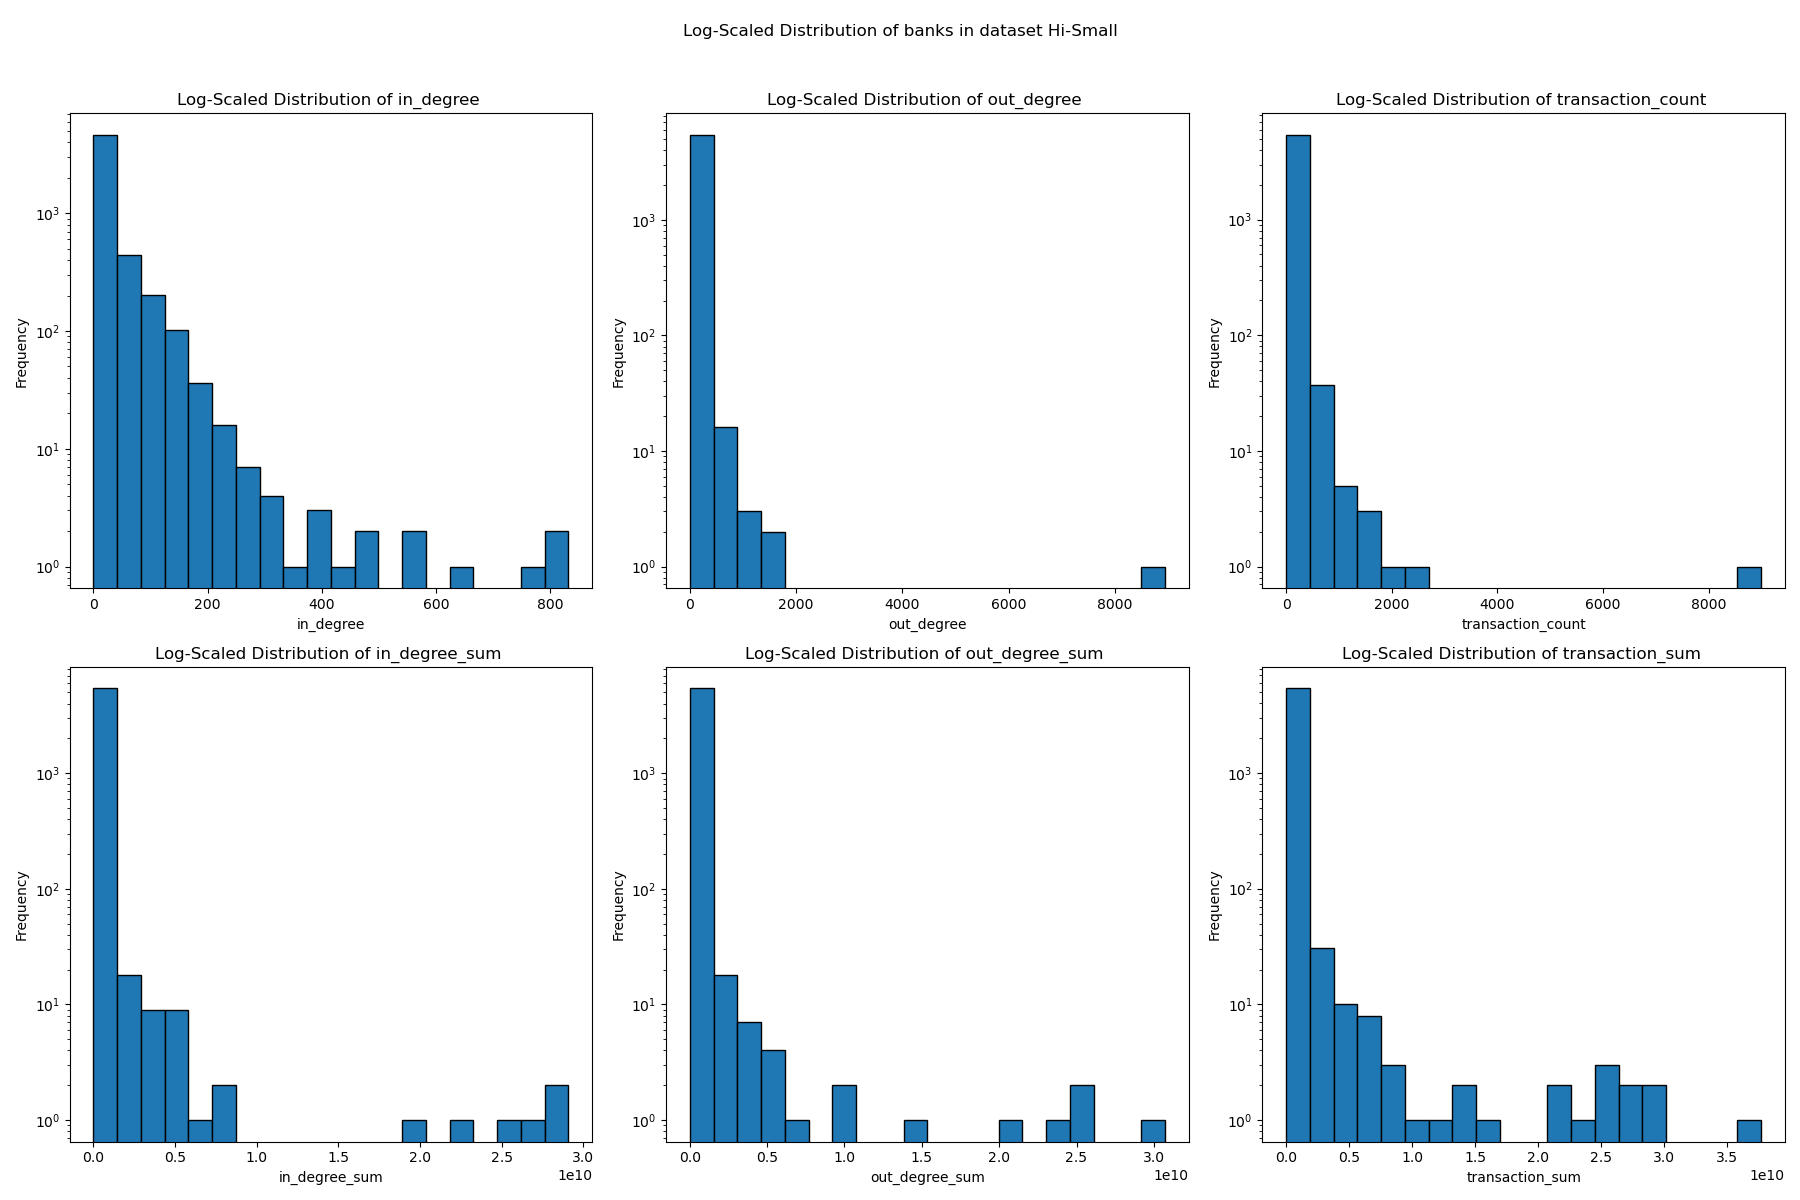 Log-Scaled Distribution of banks in dataset Hi-Small
Log-Scaled Distribution of in_degree
Frequency
10^3
10^2
10^1
10^0
0 200 400 600 800
in_degree
Log-Scaled Distribution of out_degree
Frequency
10^3
10^2
10^1
10^0
0 2000 4000 6000 8000
out_degree
Log-Scaled Distribution of transaction_count
Frequency
10^3
10^2
10^1
10^0
0 2000 4000 6000 8000
transaction_count
Log-Scaled Distribution of in_degree_sum
Frequency
10^3
10^2
10^1
10^0
0.0 0.5 1.0 1.5 2.0 2.5 3.0
1e10
in_degree_sum
Log-Scaled Distribution of out_degree_sum
Frequency
10^3
10^2
10^1
10^0
0.0 0.5 1.0 1.5 2.0 2.5 3.0
1e10
out_degree_sum
Log-Scaled Distribution of transaction_sum
Frequency
10^3
10^2
10^1
10^0
0.0 0.5 1.0 1.5 2.0 2.5 3.0 3.5
1e10
transaction_sum